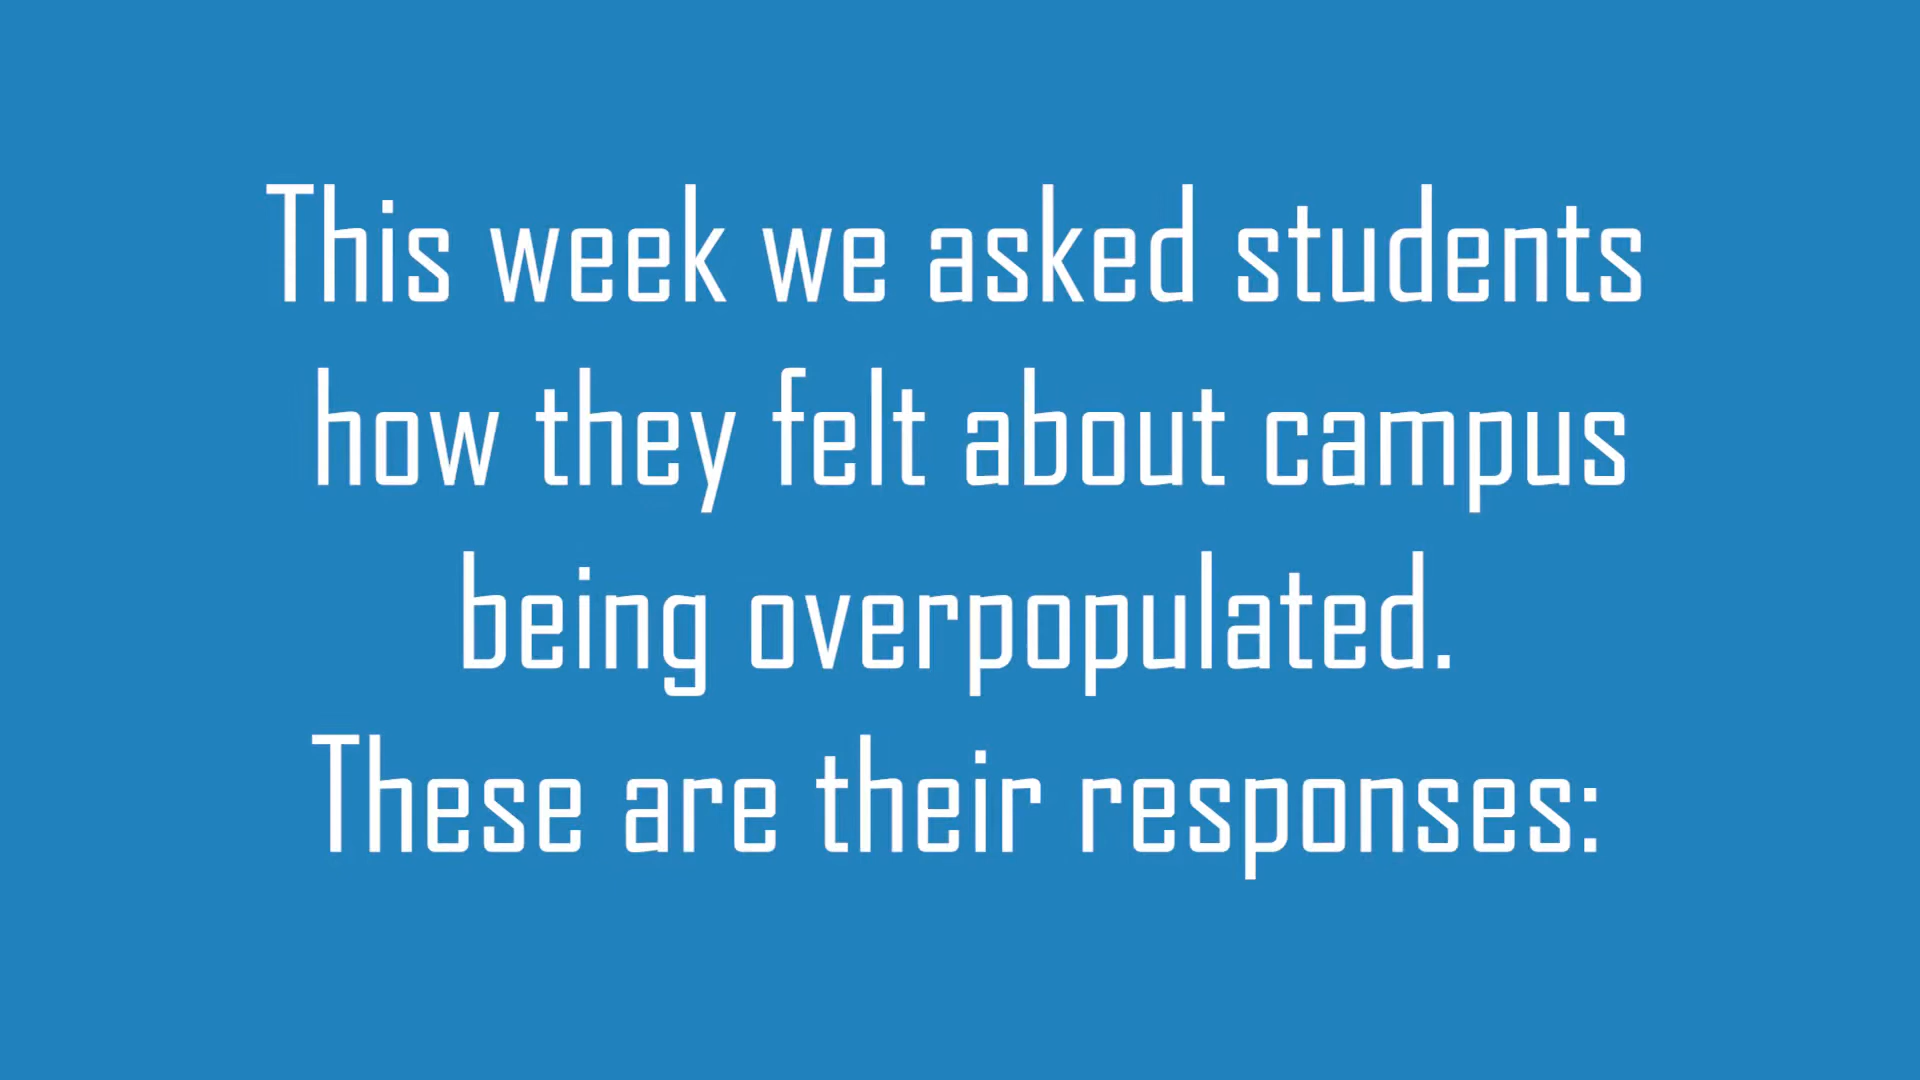 This week we asked students
how they felt about campus
being overpopulated.
These are their responses: